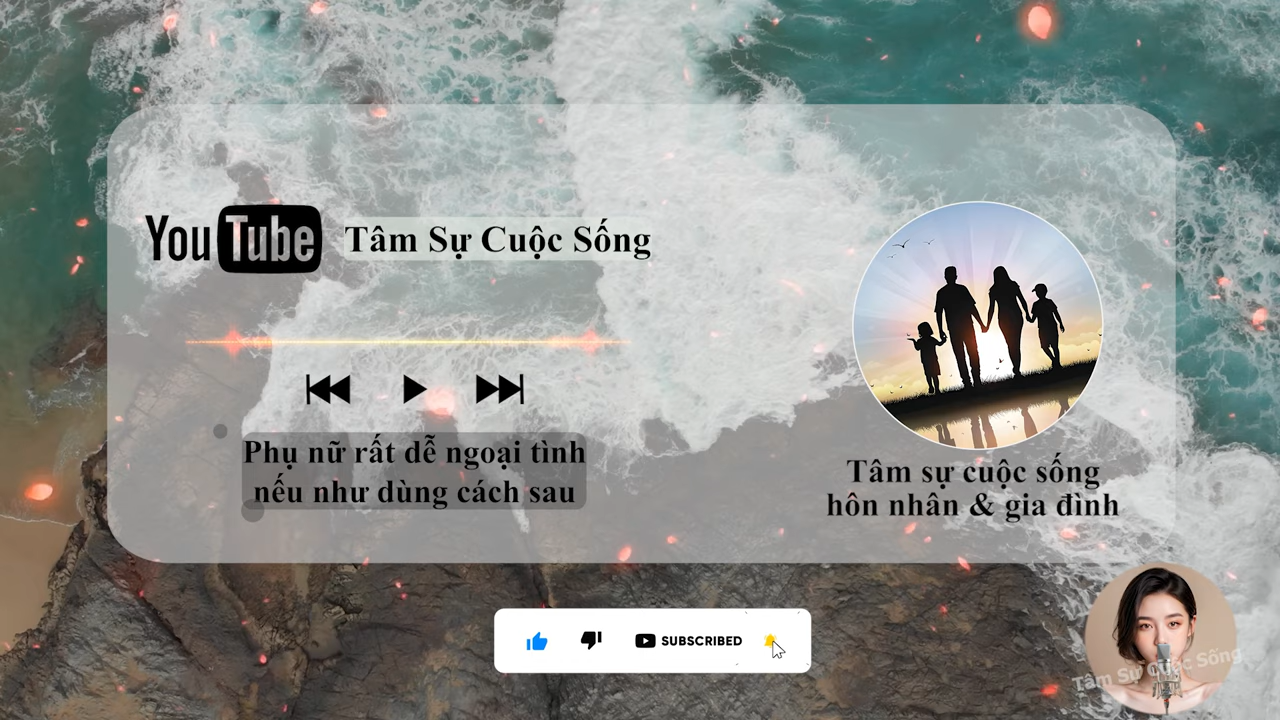 YouTube Tâm Sự Cuộc Sống
Phụ nữ rất dễ ngoại tình
nếu như dùng cách sau
Tâm sự cuộc sống
hôn nhân & gia đình
SUBSCRIBED
Tâm Sự Cuộc Sống